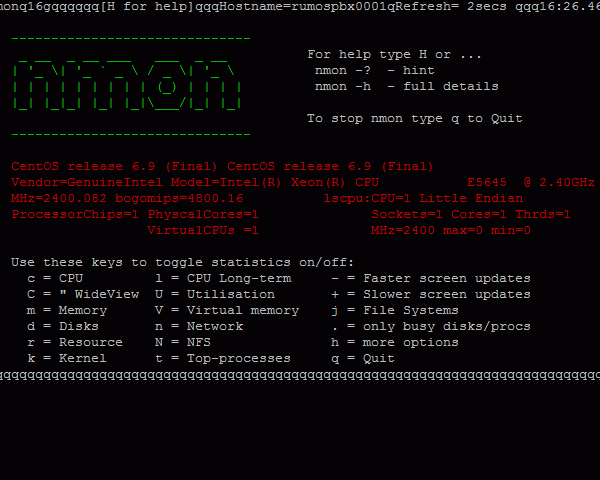 nonq16gqqqqqq[H for help]qqqHostname=rumospbx0001qRefresh= 2secs qqq16:26.46
------------------------------
 _ __  _ __ ___   ___  _ __       For help type H or ...
| '_ \| '_ ` _ \ / _ \| '_ \       nmon -?  - hint
| | | | | | | | | (_) | | | |      nmon -h  - full details
|_| |_|_| |_| |_|\___/|_| |_|
                                  To stop nmon type q to Quit
------------------------------
CentOS release 6.9 (Final) CentOS release 6.9 (Final)
Vendor=GenuineIntel Model=Intel(R) Xeon(R) CPU           E5645  @ 2.40GHz
MHz=2400.082 bogomips=4800.16          lscpu:CPU=1 Little Endian
ProcessorChips=1 PhyscalCores=1              Sockets=1 Cores=1 Thrds=1
                 VirtualCPUs =1              MHz=2400 max=0 min=0
Use these keys to toggle statistics on/off:
  c = CPU         l = CPU Long-term     - = Faster screen updates
  C = " WideView  U = Utilisation       + = Slower screen updates
  m = Memory      V = Virtual memory    j = File Systems
  d = Disks       n = Network           . = only busy disks/procs
  r = Resource    N = NFS               h = more options
  k = Kernel      t = Top-processes     q = Quit
qqqqqqqqqqqqqqqqqqqqqqqqqqqqqqqqqqqqqqqqqqqqqqqqqqqqqqqqqqqqqqqqqqqqqqqqqqq